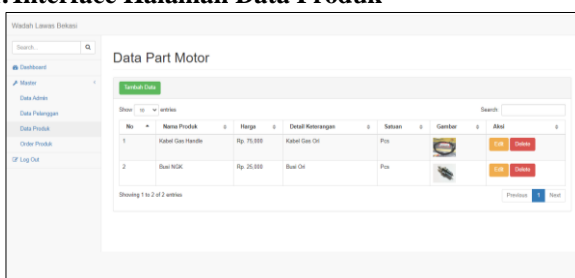 .Interface Halaman Data Produk
Wadah Lawas Bekasi
Search...
Dashboard
Master
Data Admin
Data Pelanggan
Data Produk
Order Produk
Log Out
Data Part Motor
Tambah Data
Show 10 entries
Search:
No Nama Produk Harga Detail Keterangan Satuan Gambar Aksi
1 Kabel Gas Handle Rp. 75,000 Kabel Gas Ori Pcs Edit Delete
2 Busi NGK Rp. 25,000 Busi Ori Pcs Edit Delete
Showing 1 to 2 of 2 entries
Previous 1 Next